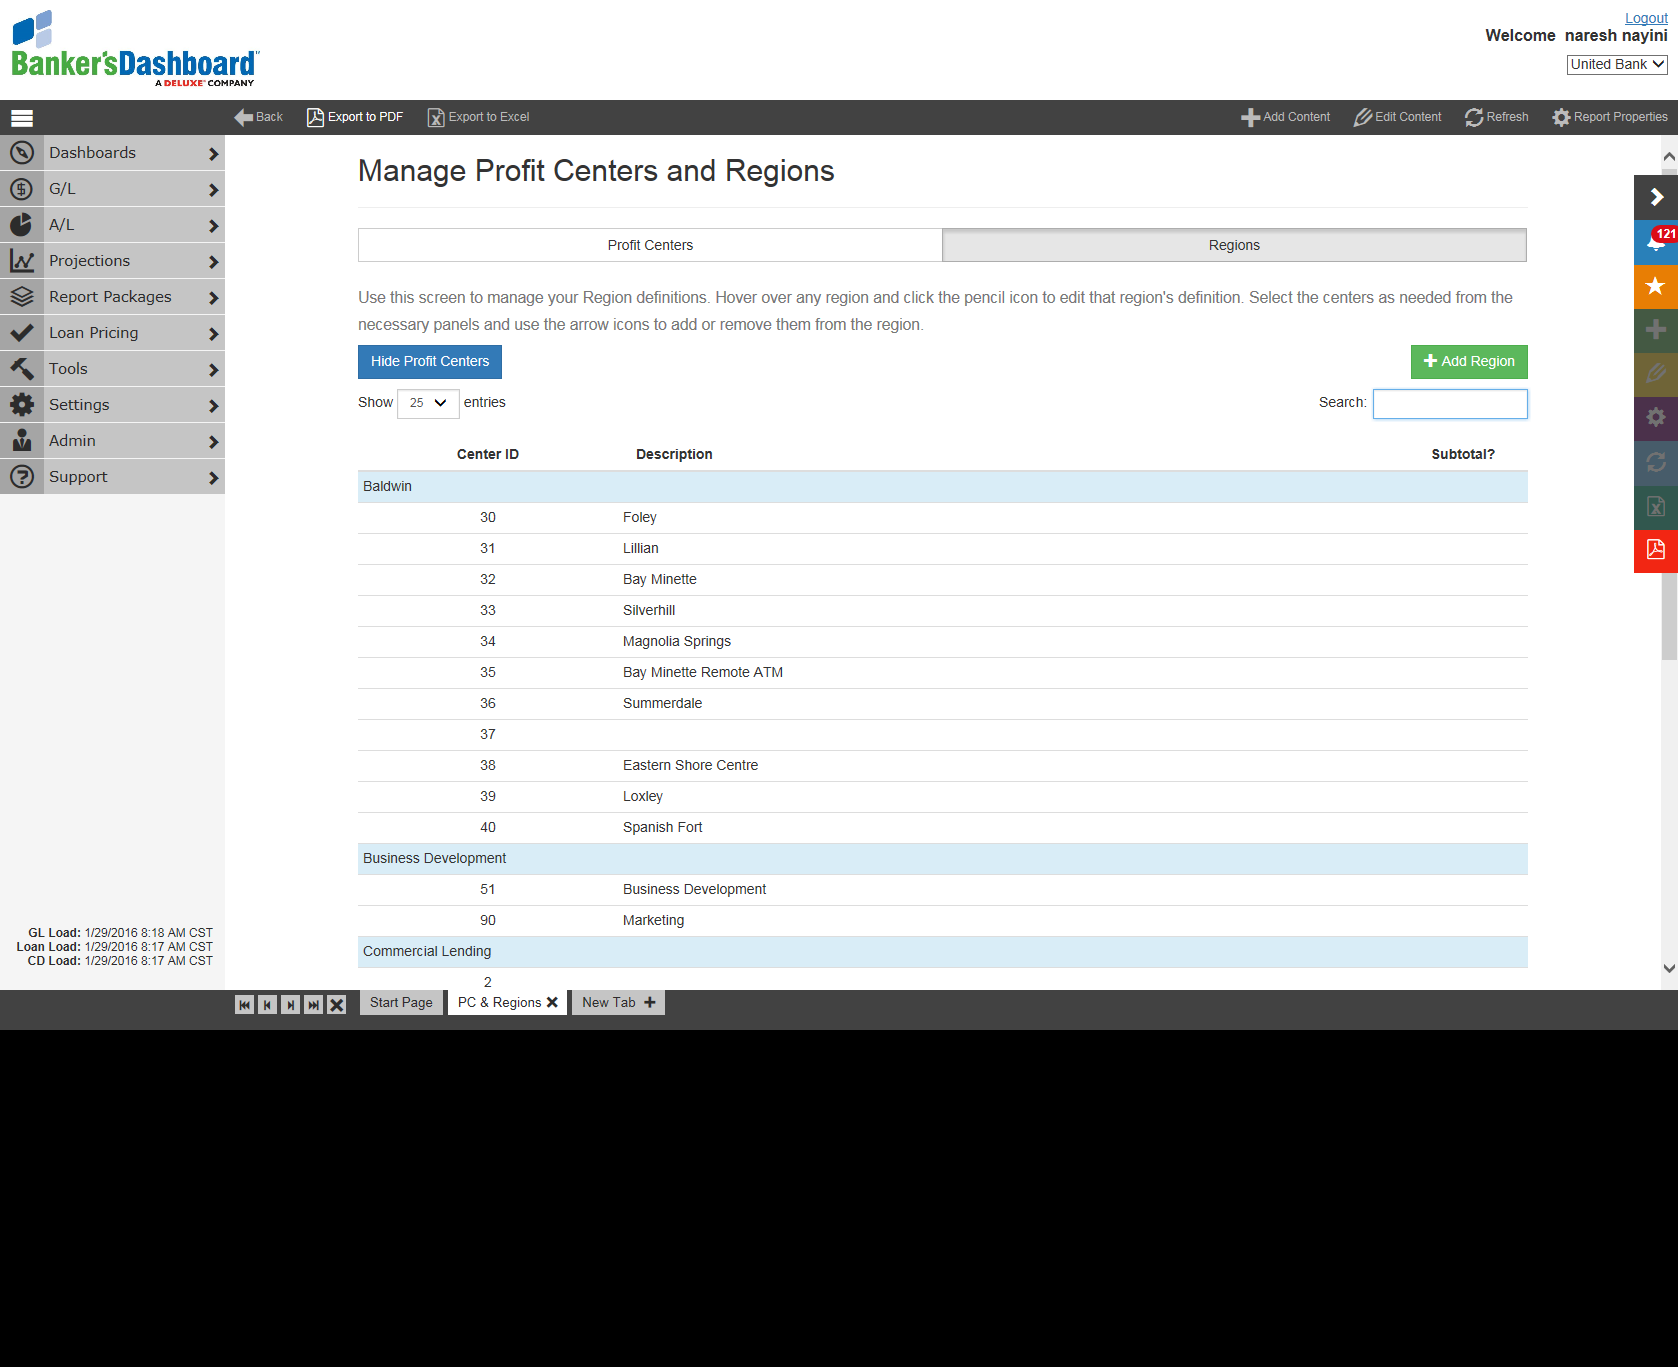 Logout
Welcome naresh nayini
United Bank
Banker'sDashboard
A DELUXE COMPANY
Back
Export to PDF
Export to Excel
Add Content
Edit Content
Refresh
Report Properties
Dashboards
G/L
A/L
Projections
Report Packages
Loan Pricing
Tools
Settings
Admin
Support
GL Load: 1/29/2016 8:18 AM CST
Loan Load: 1/29/2016 8:17 AM CST
CD Load: 1/29/2016 8:17 AM CST
Manage Profit Centers and Regions
Profit Centers
Regions
Use this screen to manage your Region definitions. Hover over any region and click the pencil icon to edit that region's definition. Select the centers as needed from the
necessary panels and use the arrow icons to add or remove them from the region.
Hide Profit Centers
Add Region
Show 25 entries
Search:
Center ID Description Subtotal?
Baldwin
30 Foley
31 Lillian
32 Bay Minette
33 Silverhill
34 Magnolia Springs
35 Bay Minette Remote ATM
36 Summerdale
37
38 Eastern Shore Centre
39 Loxley
40 Spanish Fort
Business Development
51 Business Development
90 Marketing
Commercial Lending
2
121
Start Page
PC & Regions
New Tab